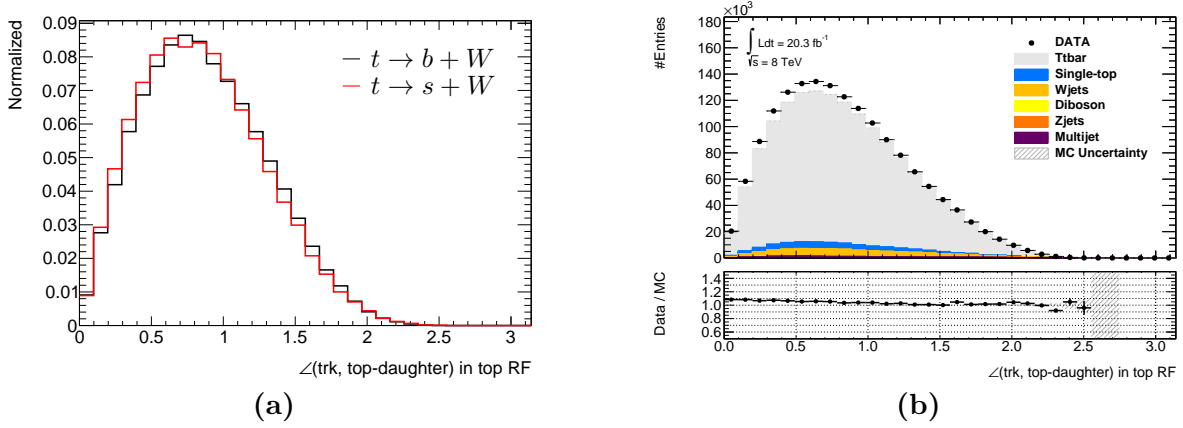 Normalized
0.09
0.08
0.07
0.06
0.05
0.04
0.03
0.02
0.01
0
t → b + W
t → s + W
0 0.5 1 1.5 2 2.5 3
∠(trk, top-daughter) in top RF
(a)
×10³
#Entries
180
160
140
120
100
80
60
40
20
0
∫ Ldt = 20.3 fb⁻¹
√s = 8 TeV
DATA
Ttbar
Single-top
Wjets
Diboson
Zjets
Multijet
MC Uncertainty
Data / MC
1.4
1.2
1.0
0.8
0.6
0.0 0.5 1.0 1.5 2.0 2.5 3.0
∠(trk, top-daughter) in top RF
(b)